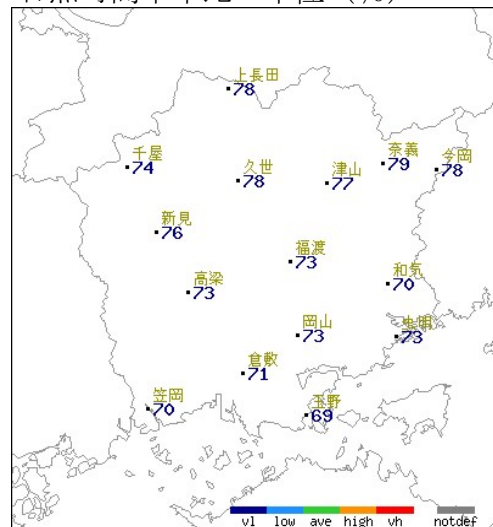 (%)
上長田
78
千屋
74
久世
78
津山
77
奈義
79
今岡
78
新見
76
福渡
73
高梁
73
和気
70
岡山
73
虫明
73
倉敷
71
笠岡
70
玉野
69
vl low ave high vh notdef